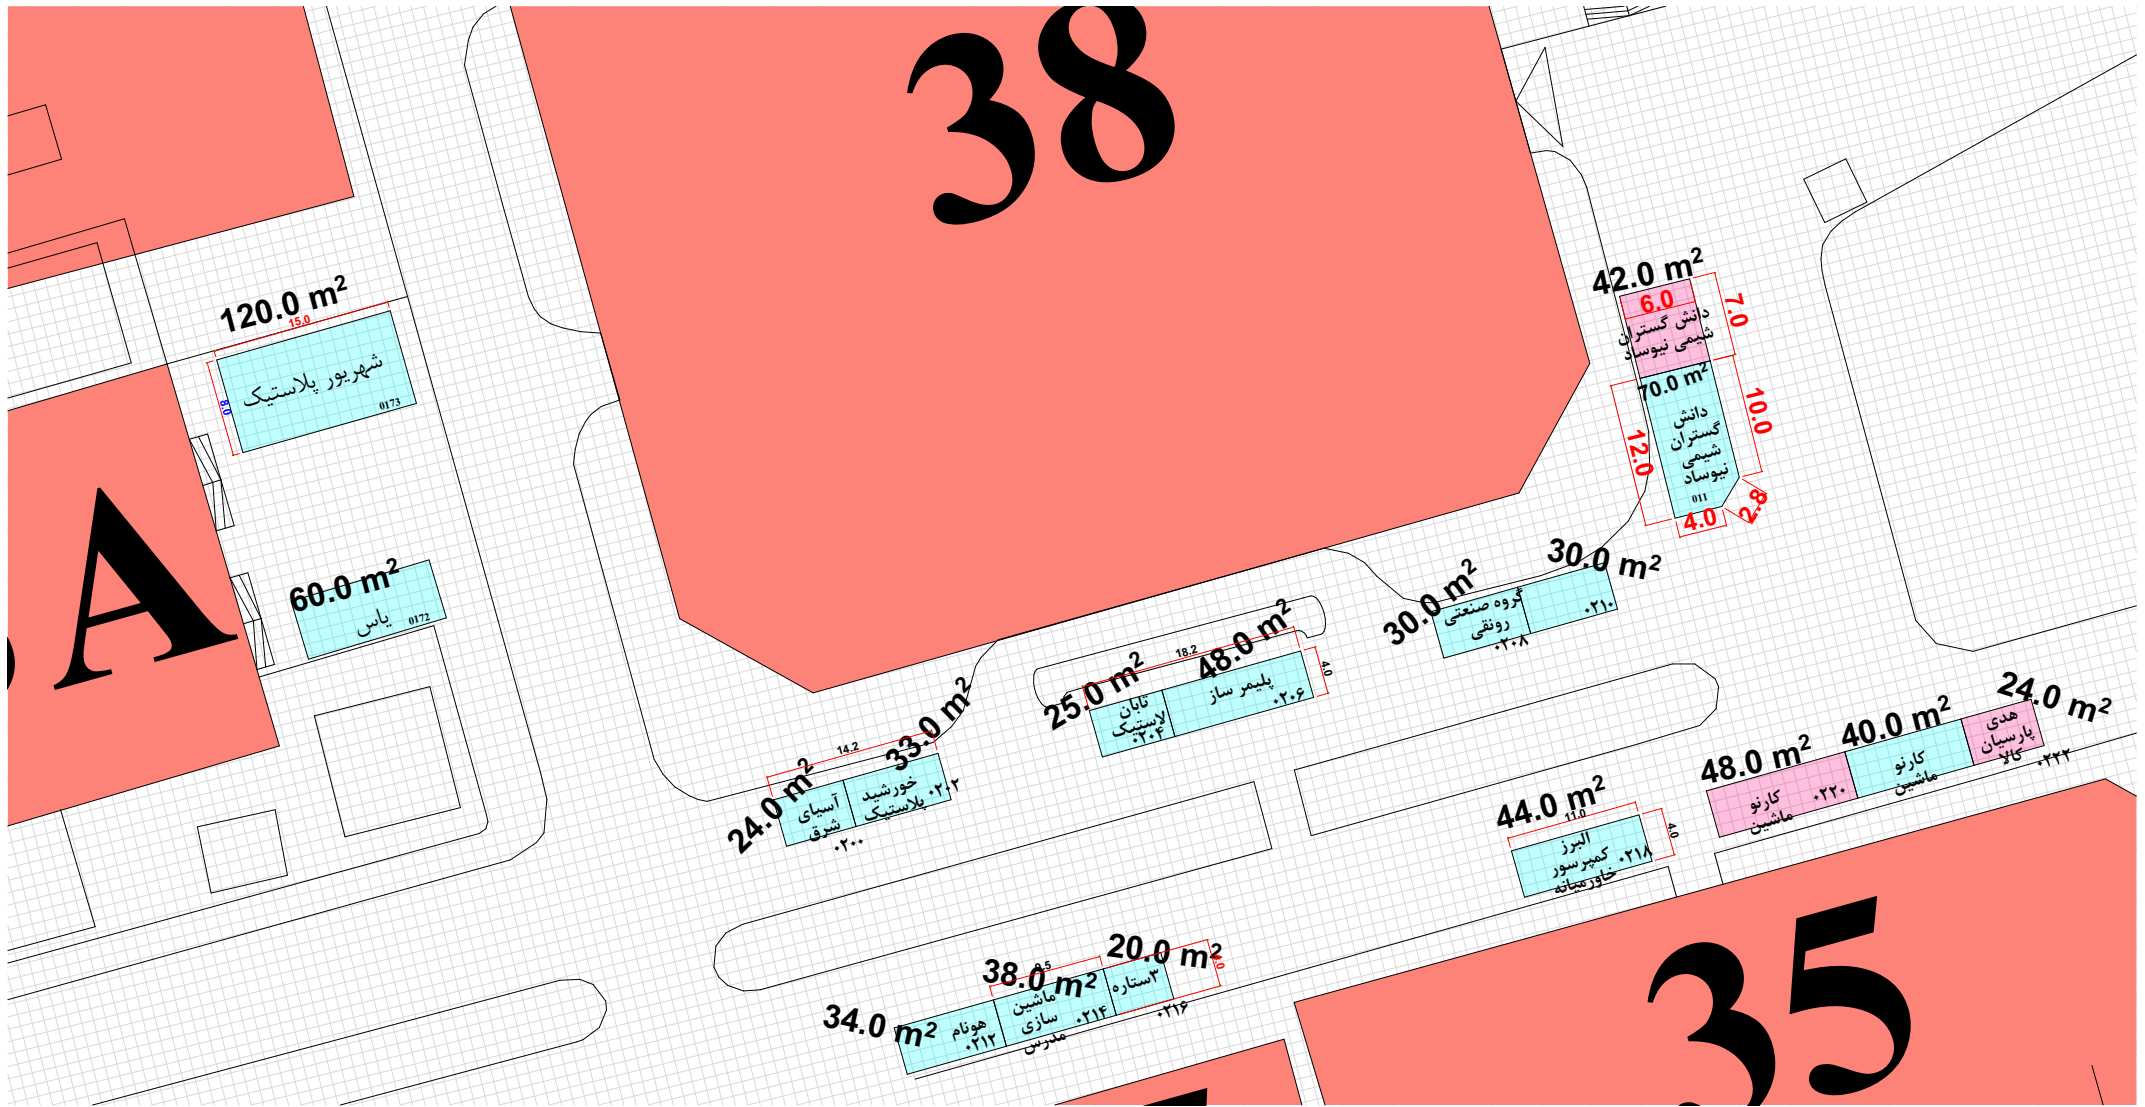 38
120.0 m²
15.0
8.0
شهریور پلاستیک
0173
A
60.0 m²
یاس
0172
42.0 m²
6.0
7.0
دانش گستران
شیمی نیوساد
70.0 m²
10.0
12.0
دانش
گستران
شیمی
نیوساد
011
4.0
2.8
30.0 m²
گروه صنعتی
رونقی
۰۲۰۸
30.0 m²
۰۲۱۰
25.0 m²
18.2
48.0 m²
4.0
تابان
لاستیک
۰۲۰۴
پلیمر ساز
۰۲۰۶
24.0 m²
14.2
33.0 m²
آسیای
شرق
۰۲۰۰
خورشید
پلاستیک
۰۲۰۲
24.0 m²
هدی
پارسیان
کالا
۰۲۲۲
40.0 m²
کارنو
ماشین
48.0 m²
کارنو
ماشین
۰۲۲۰
44.0 m²
11.0
4.0
البرز
کمپرسور
خاورمیانه
۰۲۱۸
20.0 m²
۳ستاره
۰۲۱۶
38.0 m²
9.5
ماشین
سازی
مدرس
۰۲۱۴
34.0 m²
هونام
۰۲۱۲
35